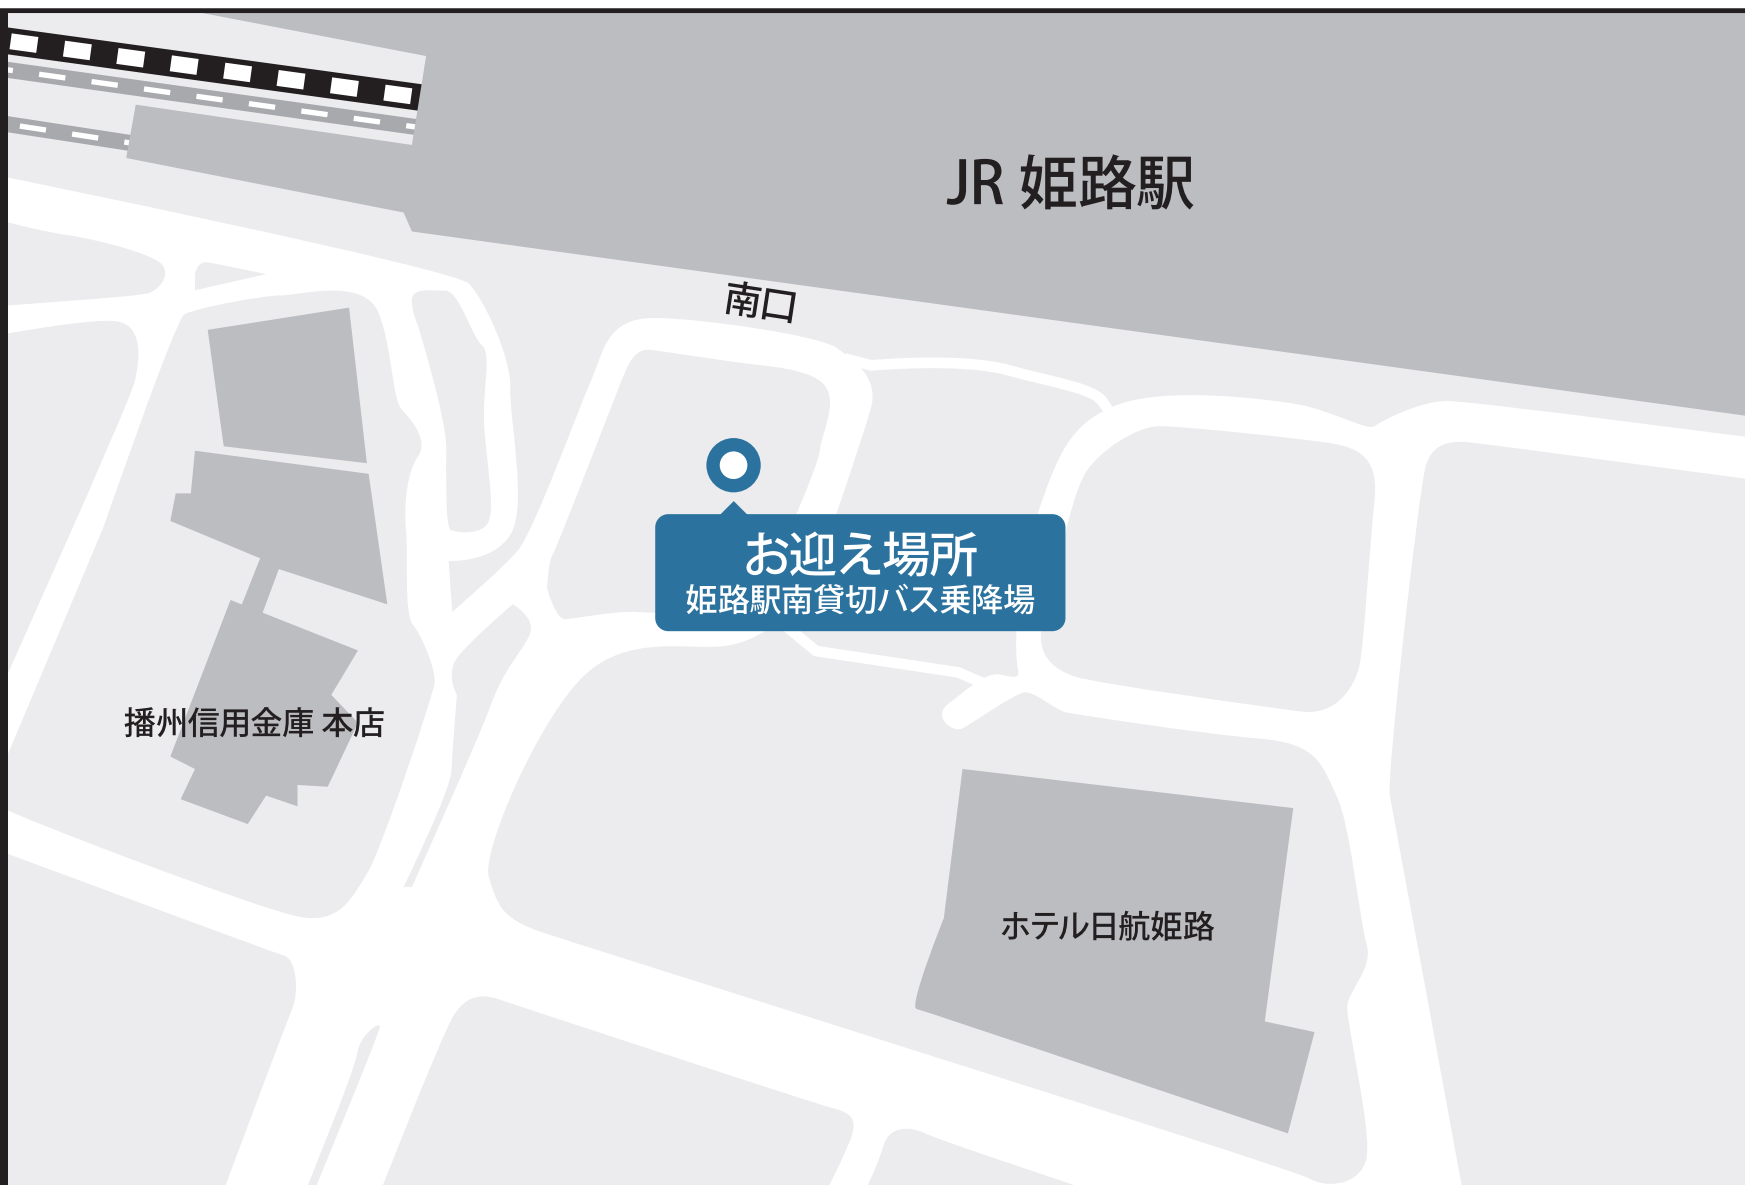 JR 姫路駅
南口
お迎え場所
姫路駅南貸切バス乗降場
播州信用金庫 本店
ホテル日航姫路